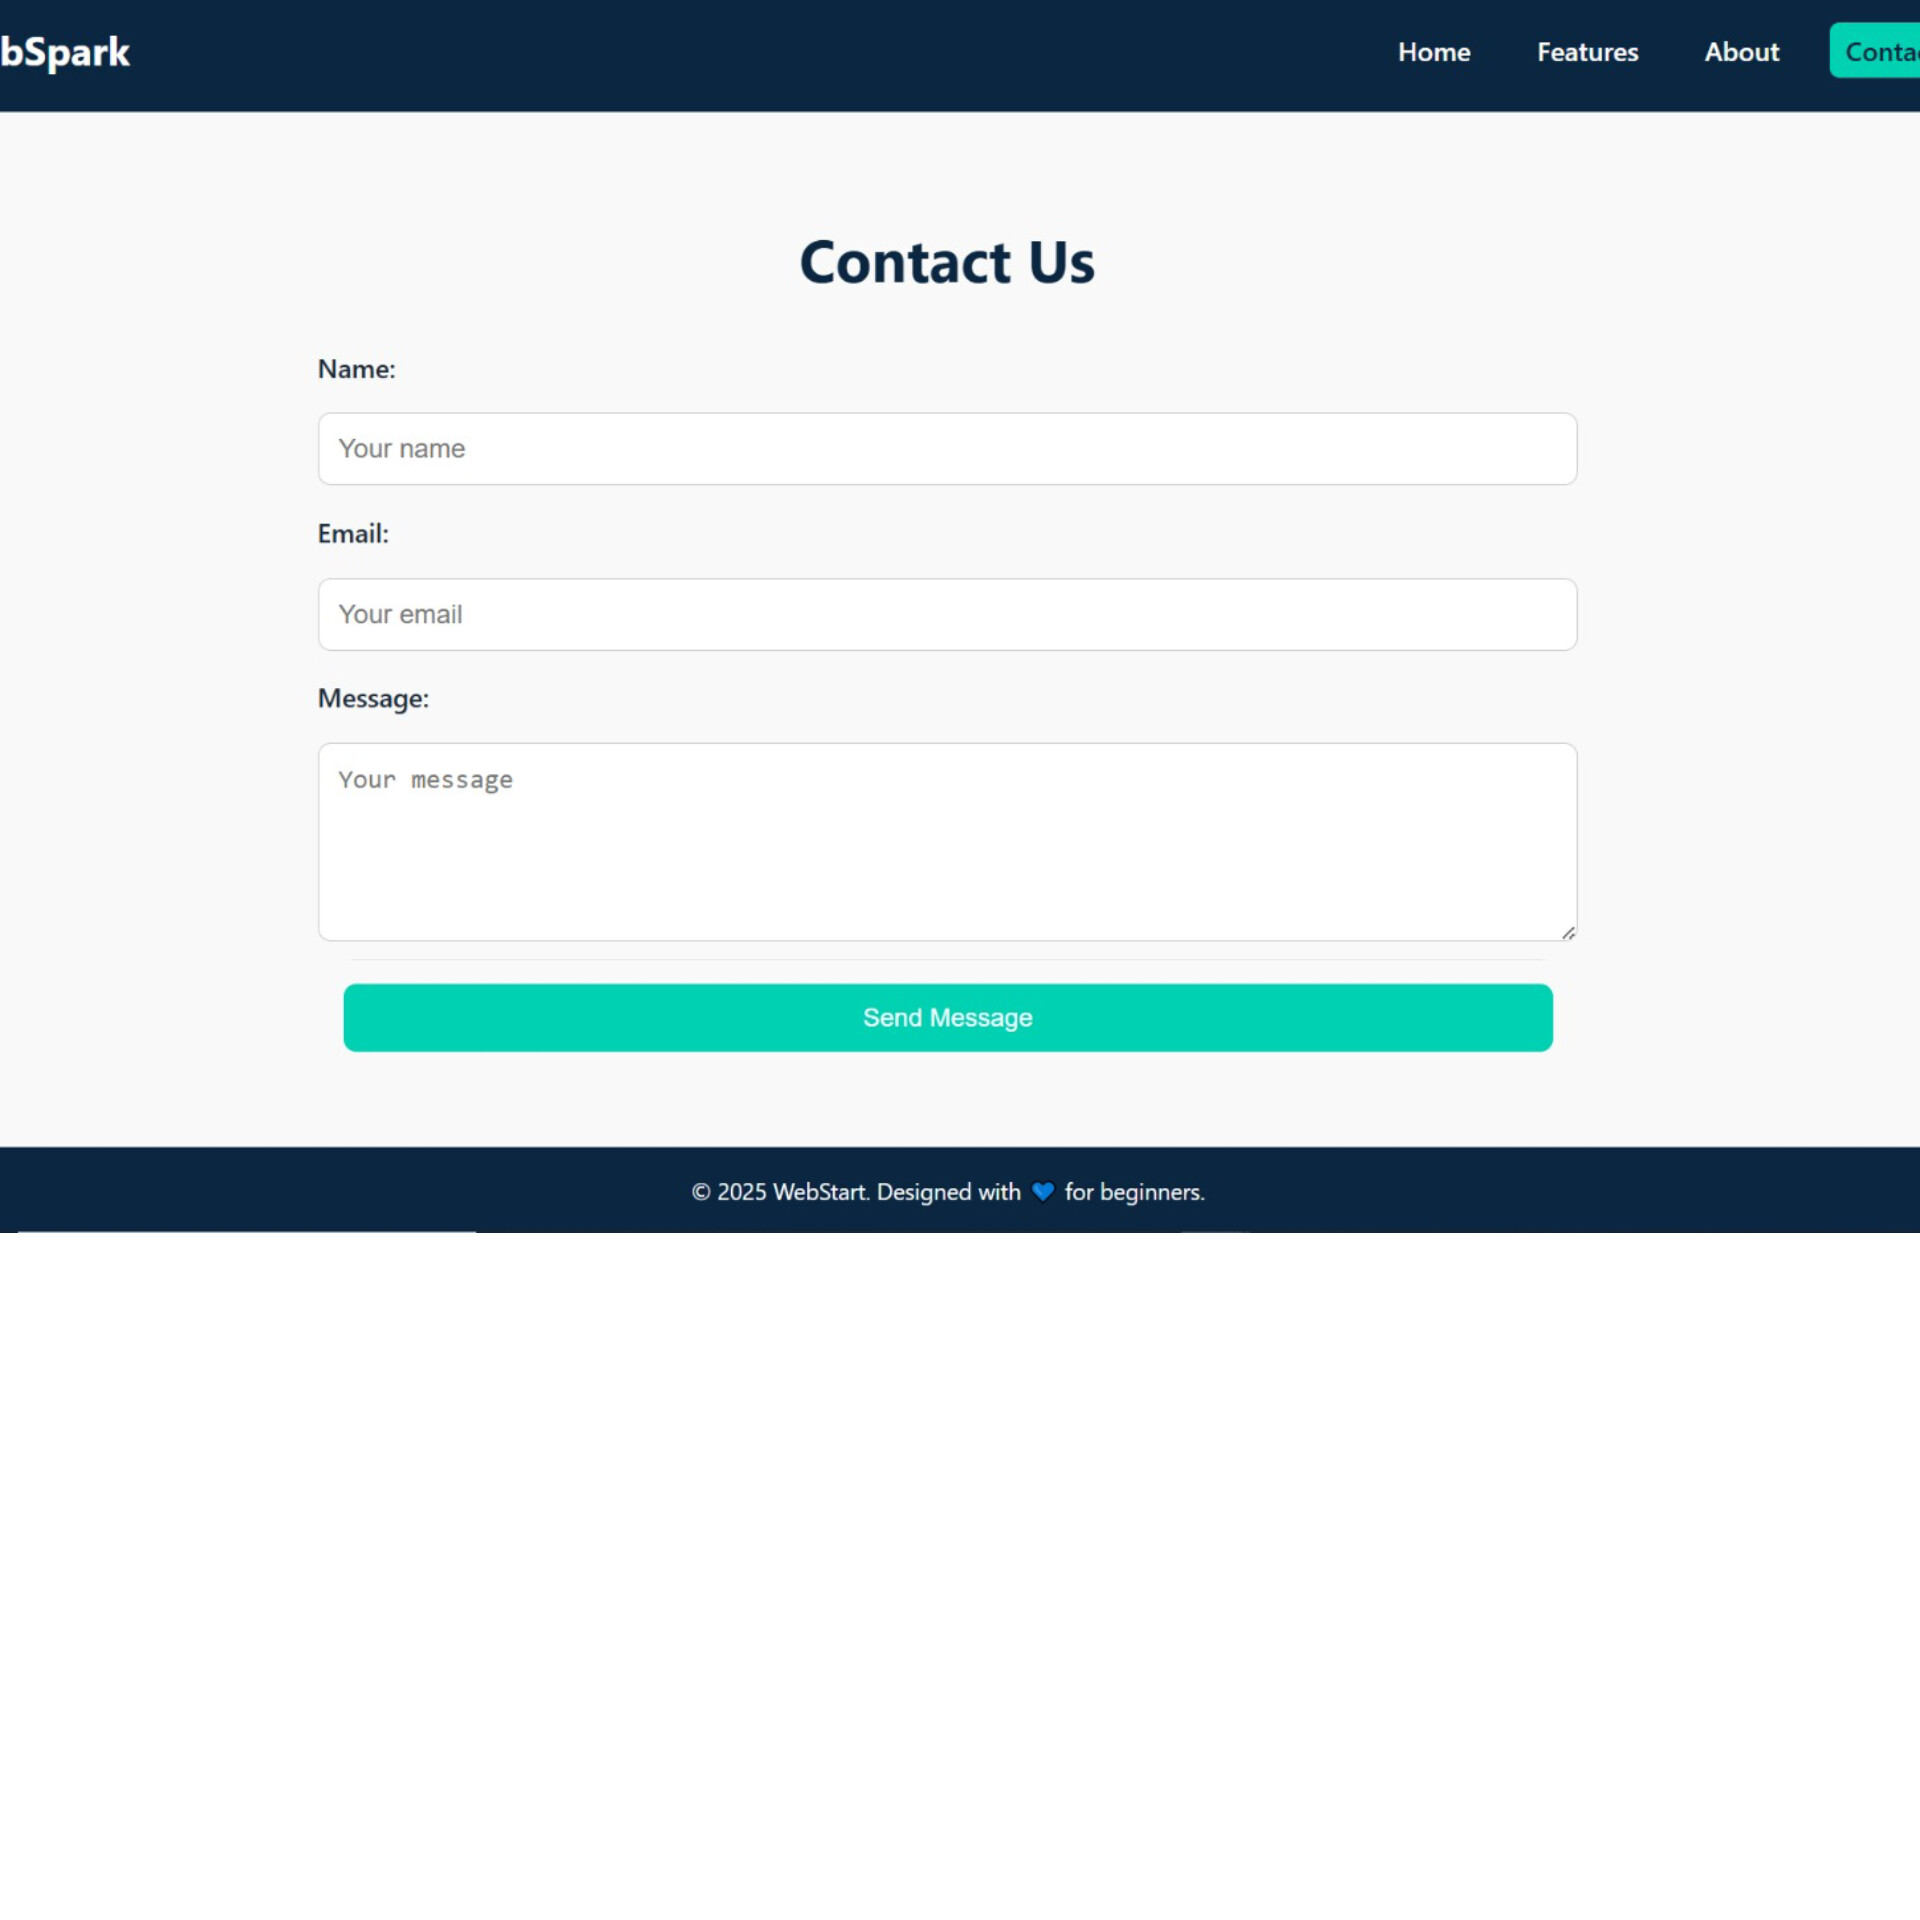 bSpark
Home Features About Conta
Contact Us
Name:
Your name
Email:
Your email
Message:
Your message
Send Message
© 2025 WebStart. Designed with 💙 for beginners.